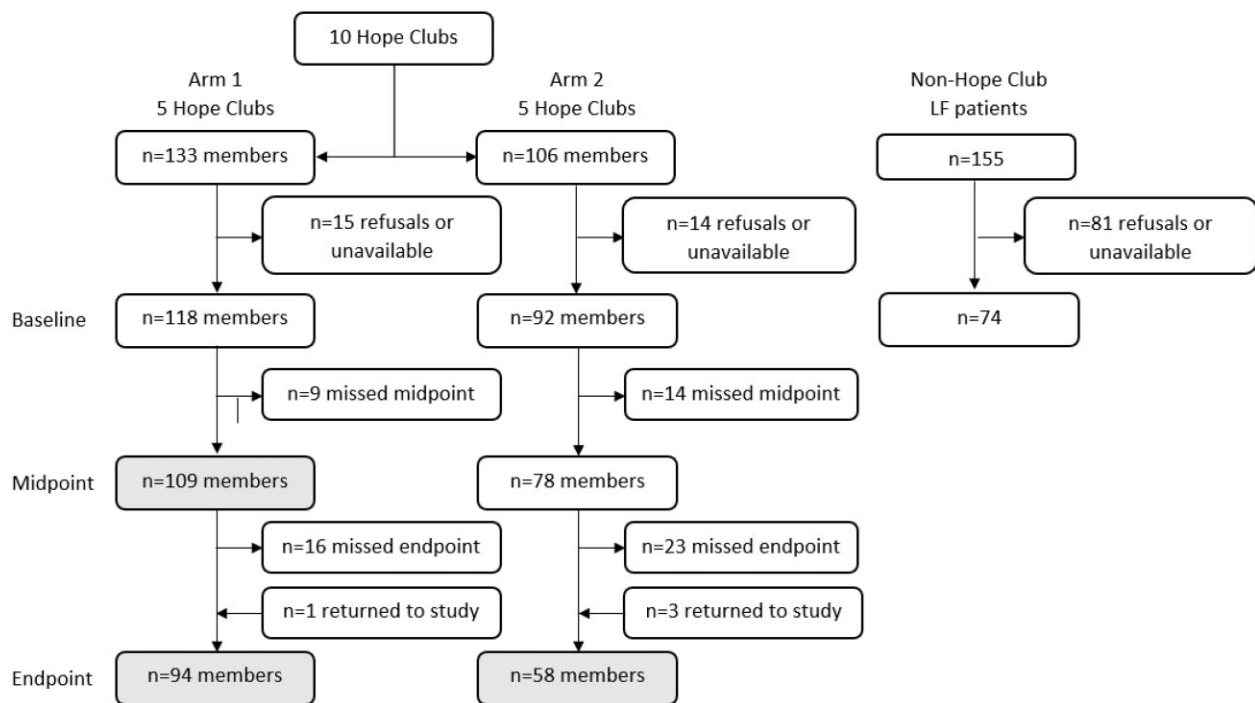 10 Hope Clubs
Arm 1
5 Hope Clubs
Arm 2
5 Hope Clubs
Non-Hope Club
LF patients
n=133 members
n=106 members
n=155
n=15 refusals or
unavailable
n=14 refusals or
unavailable
n=81 refusals or
unavailable
Baseline
n=118 members
n=92 members
n=74
n=9 missed midpoint
n=14 missed midpoint
Midpoint
n=109 members
n=78 members
n=16 missed endpoint
n=23 missed endpoint
n=1 returned to study
n=3 returned to study
Endpoint
n=94 members
n=58 members